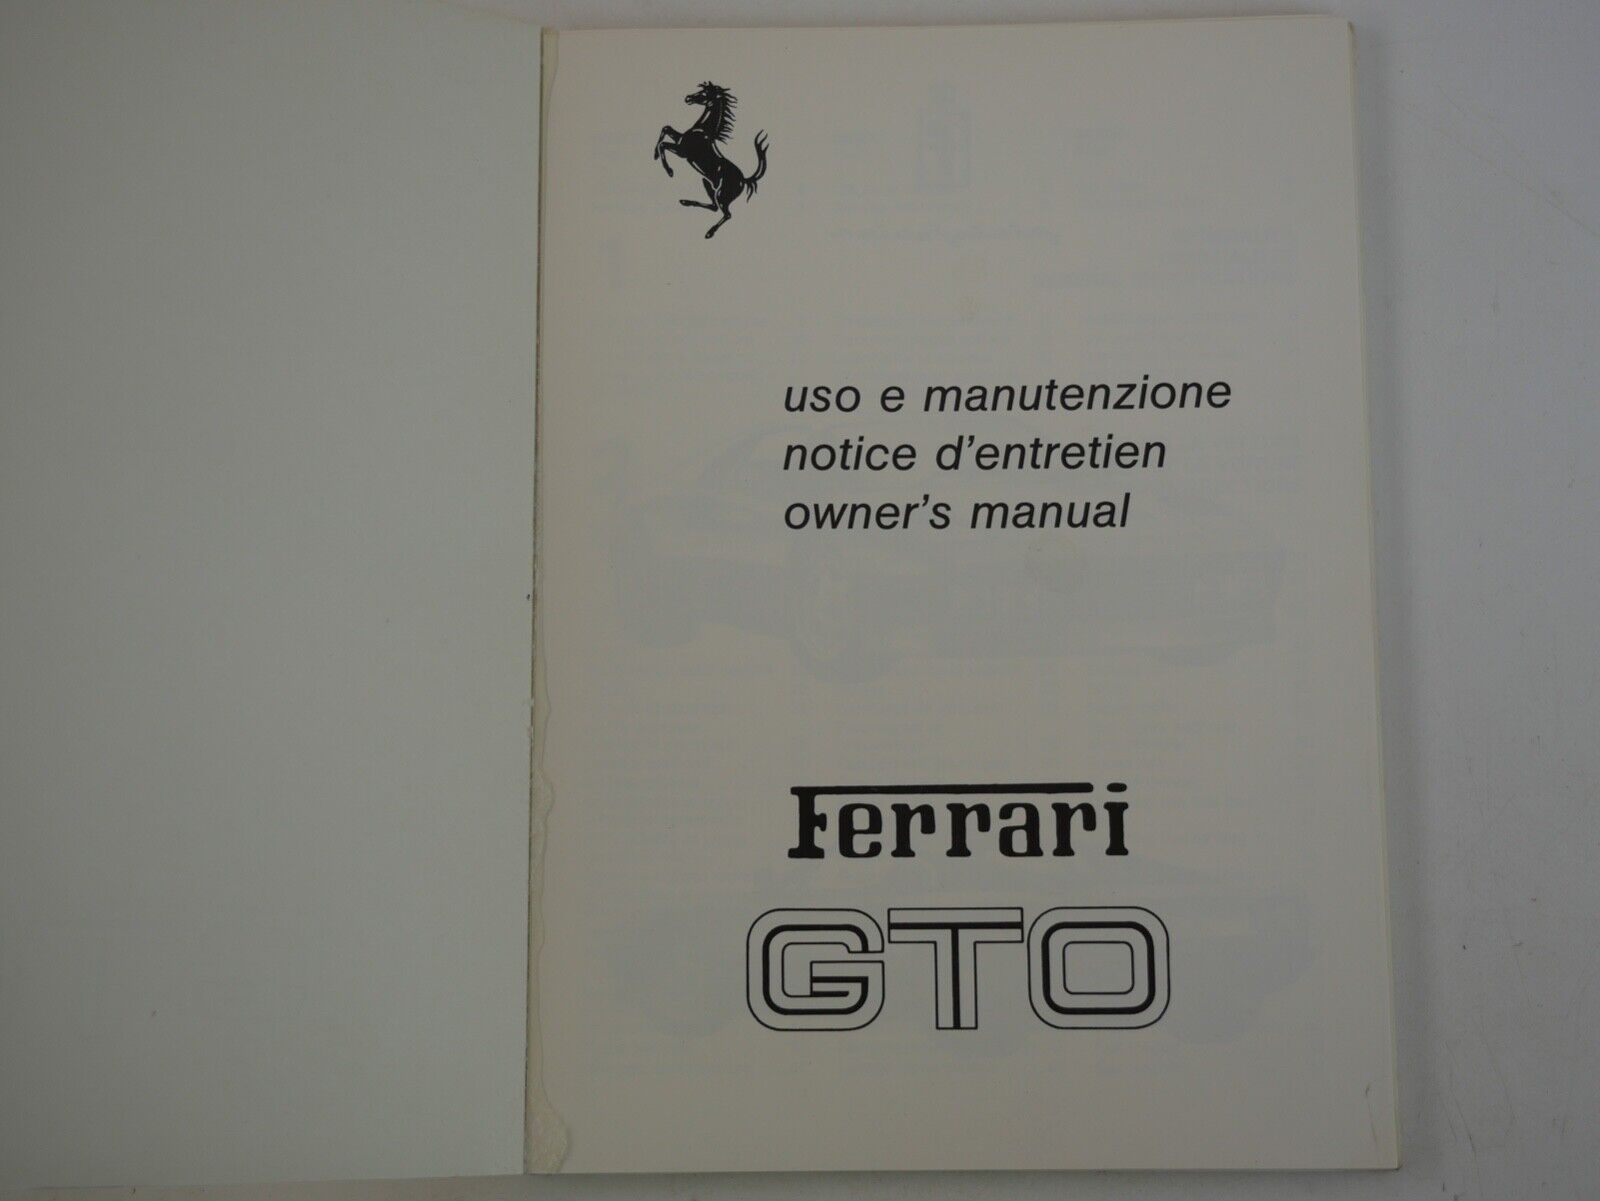 uso e manutenzione
notice d'entretien
owner's manual
Ferrari
GTO